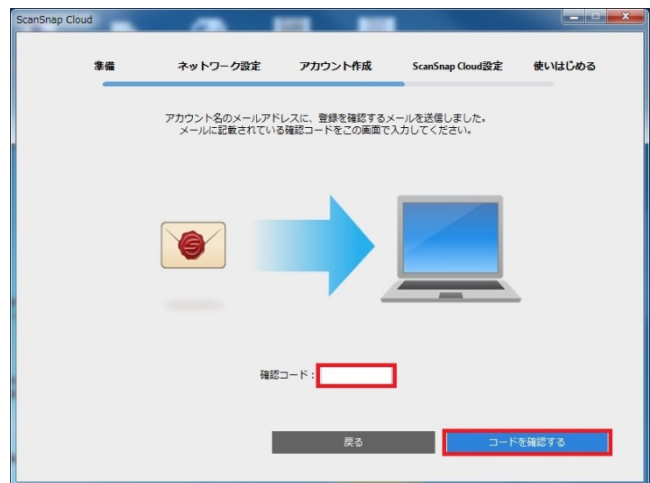 ScanSnap Cloud
準備 ネットワーク設定 アカウント作成 ScanSnap Cloud設定 使いはじめる
アカウント名のメールアドレスに、登録を確認するメールを送信しました。
メールに記載されている確認コードをこの画面で入力してください。
確認コード：
戻る コードを確認する